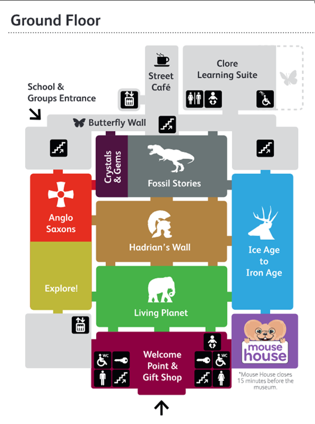 Ground Floor
Street
Café
Clore
Learning Suite
School &
Groups Entrance
Butterfly Wall
Crystals
& Gems
Fossil Stories
Anglo
Saxons
Hadrian's Wall
Ice Age
to
Iron Age
Explore!
Living Planet
WC
Welcome
Point &
Gift Shop
WC
mouse
house
*Mouse House closes
15 minutes before the
museum.